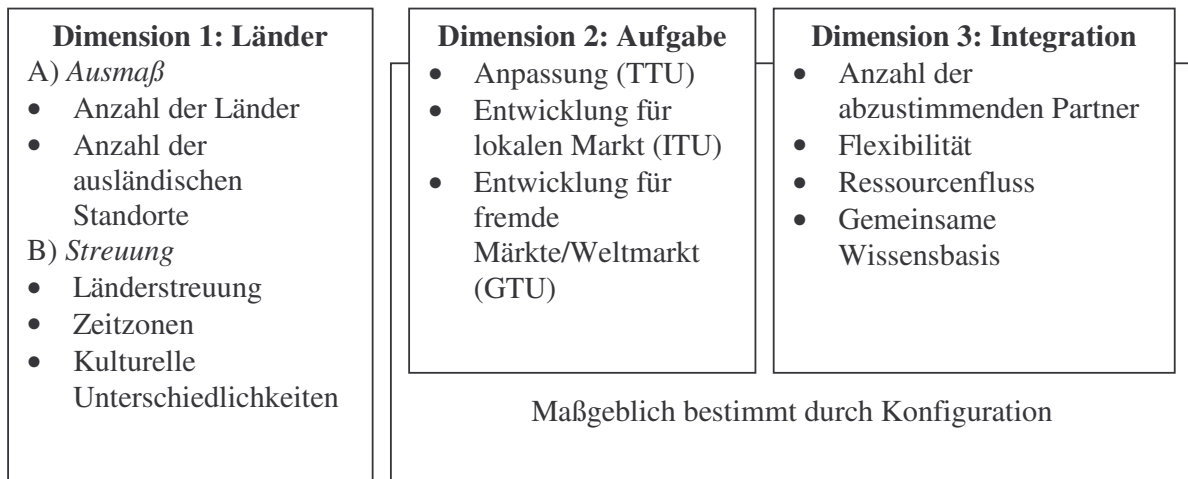 Dimension 1: Länder
A) Ausmaß
• Anzahl der Länder
• Anzahl der
ausländischen
Standorte
B) Streuung
• Länderstreuung
• Zeitzonen
• Kulturelle
Unterschiedlichkeiten
Dimension 2: Aufgabe
• Anpassung (TTU)
• Entwicklung für
lokalen Markt (ITU)
• Entwicklung für
fremde
Märkte/Weltmarkt
(GTU)
Dimension 3: Integration
• Anzahl der
abzustimmenden Partner
• Flexibilität
• Ressourcenfluss
• Gemeinsame
Wissensbasis
Maßgeblich bestimmt durch Konfiguration